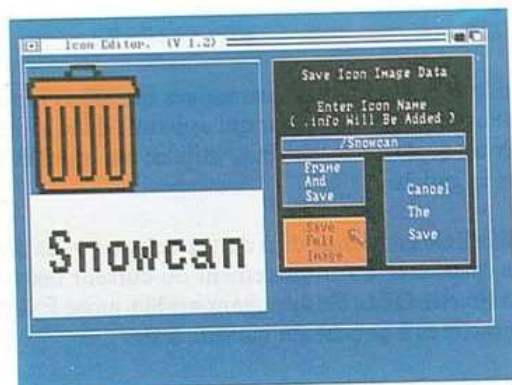 Icon Editor. (V 1.2)
Save Icon Image Data
Enter Icon Name
( .info Will Be Added )
/Snowcan
Frame
And
Save
Cancel
The
Save
Save
Full
Image
Snowcan